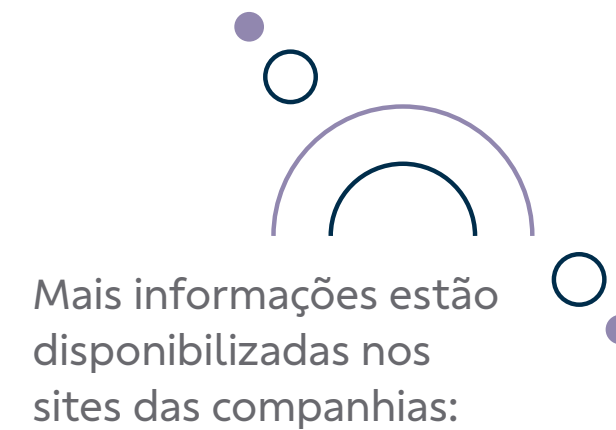 Mais informações estão
disponibilizadas nos
sites das companhias: